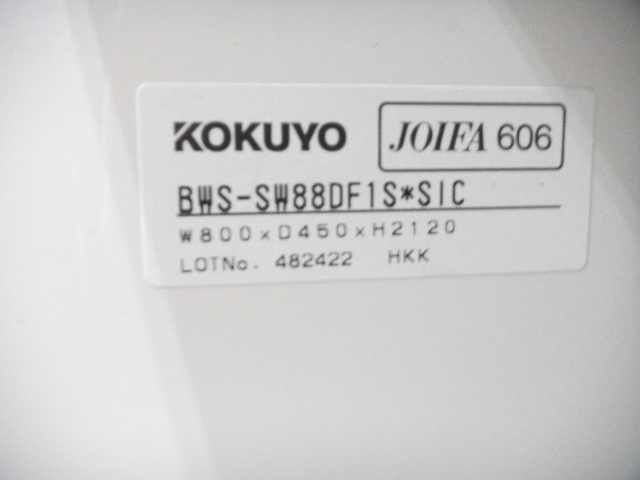 KOKUYO JOIFA 606
BWS-SW88DF1S*SIC
W800×D450×H2120
LOTNo. 482422 HKK